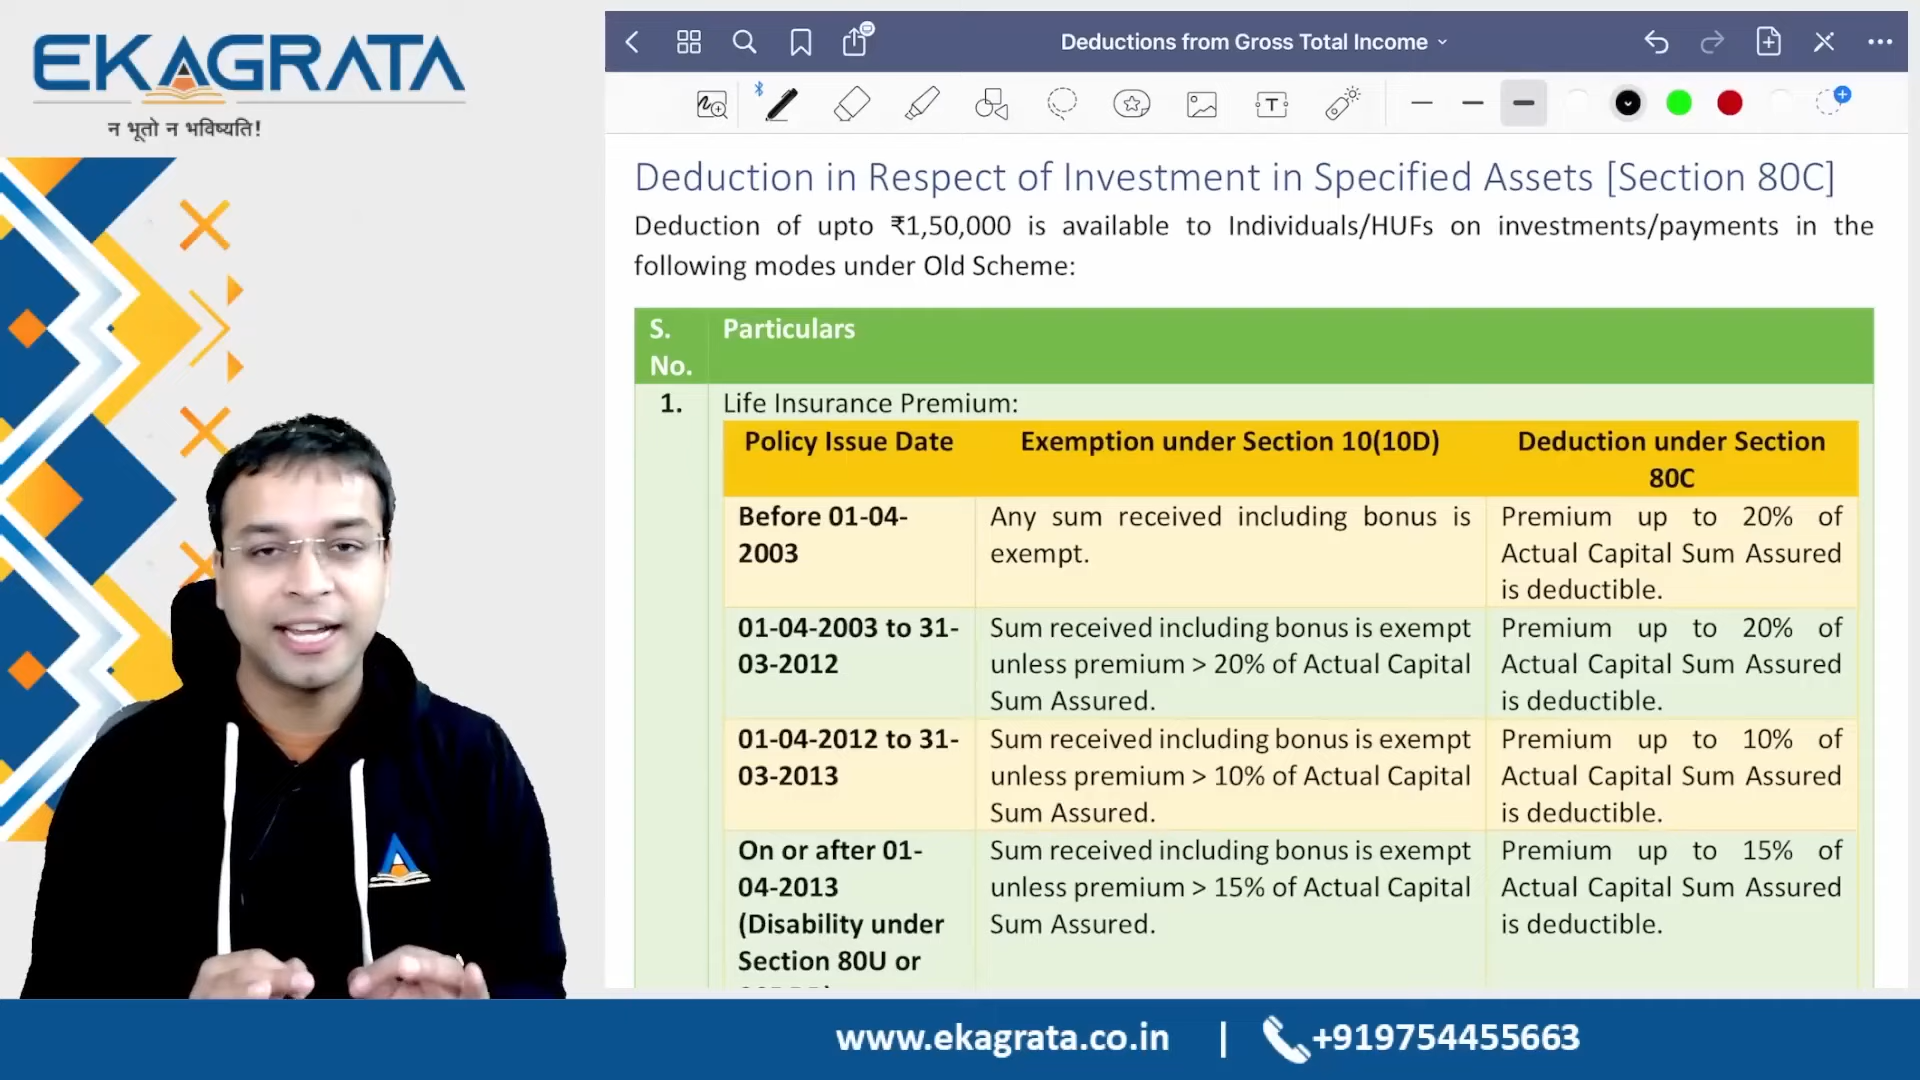 EKAGRATA
न भूतो न भविष्यति!
Deductions from Gross Total Income
T
Deduction in Respect of Investment in Specified Assets [Section 80C]
Deduction of upto ₹1,50,000 is available to Individuals/HUFs on investments/payments in the
following modes under Old Scheme:
S. Particulars
No.
1. Life Insurance Premium:
Policy Issue Date Exemption under Section 10(10D) Deduction under Section
80C
Before 01-04- Any sum received including bonus is Premium up to 20% of
2003 exempt. Actual Capital Sum Assured
is deductible.
01-04-2003 to 31- Sum received including bonus is exempt Premium up to 20% of
03-2012 unless premium > 20% of Actual Capital Actual Capital Sum Assured
Sum Assured. is deductible.
01-04-2012 to 31- Sum received including bonus is exempt Premium up to 10% of
03-2013 unless premium > 10% of Actual Capital Actual Capital Sum Assured
Sum Assured. is deductible.
On or after 01- Sum received including bonus is exempt Premium up to 15% of
04-2013 unless premium > 15% of Actual Capital Actual Capital Sum Assured
(Disability under Sum Assured. is deductible.
Section 80U or
www.ekagrata.co.in | +919754455663